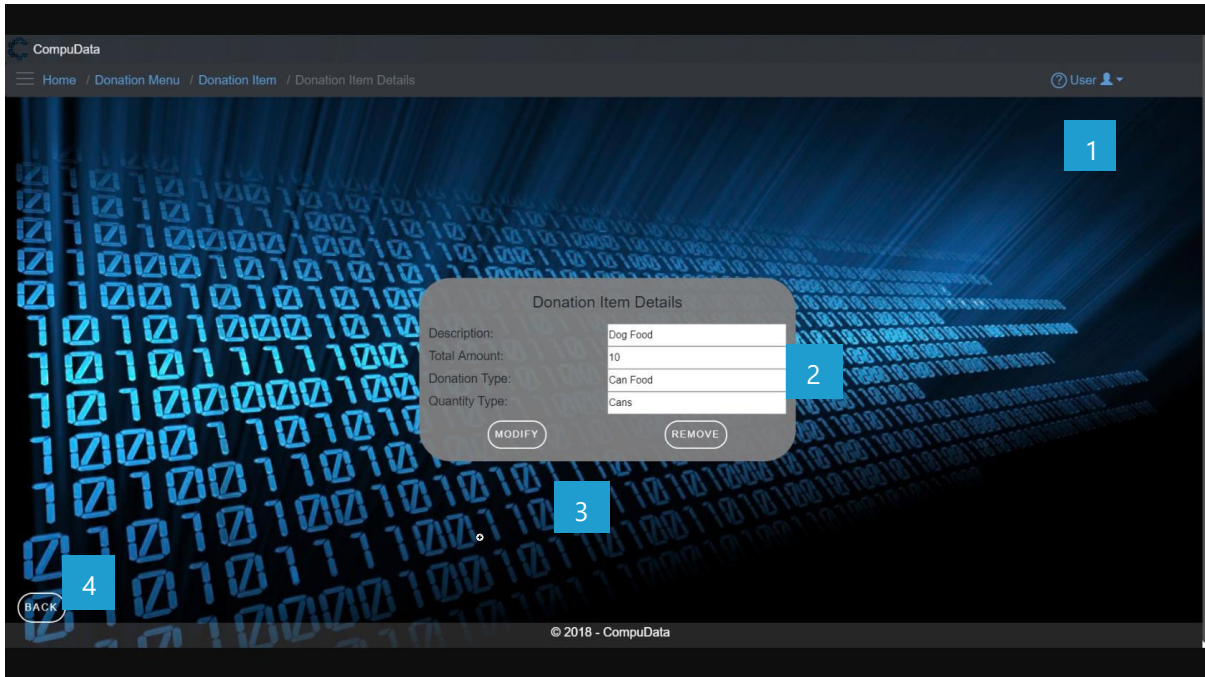 CompuData
Home / Donation Menu / Donation Item / Donation Item Details
User
1
Donation Item Details
Description: Dog Food
Total Amount: 10
Donation Type: Can Food
2
Quantity Type: Cans
MODIFY REMOVE
3
4
BACK
© 2018 - CompuData